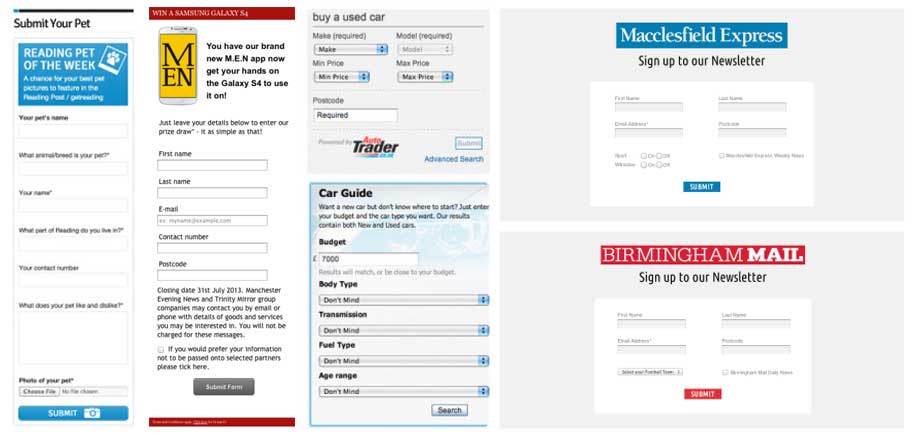 Submit Your Pet
READING PET
OF THE WEEK
A chance for your best pet
pictures to feature in the
Reading Post / getreading
Your pet's name
What animal/breed is your pet?*
Your name*
What part of Reading do you live in?*
Your contact number
What does your pet like and dislike?*
Photo of your pet*
Choose File No file chosen
SUBMIT
WIN A SAMSUNG GALAXY S4
M
EN
You have our brand
new M.E.N app now
get your hands on
the Galaxy S4 to use
it on!
Just leave your details below to enter our
prize draw* - it as simple as that!
First name
Last name
E-mail
ex: myname@example.com
Contact number
Postcode
Closing date 31st July 2013. Manchester
Evening News and Trinity Mirror group
companies may contact you by email or
phone with details of goods and services
you may be interested in. You will not be
charged for these messages.
If you would prefer your information
not to be passed onto selected partners
please tick here.
Submit Form
buy a used car
Make (required) Model (required)
Make Model
Min Price Max Price
Min Price Max Price
Postcode
Required
Powered by Auto Trader .co.uk
Submit
Advanced Search
Car Guide
Want a new car but don't know where to start? Just enter
your budget and the car type you want. Our results
contain both New and Used cars.
Budget
£ 7000
Results will match, or be close to your budget.
Body Type
Don't Mind
Transmission
Don't Mind
Fuel Type
Don't Mind
Age range
Don't Mind
Search
Macclesfield Express
Sign up to our Newsletter
First Name Last Name
Email Address* Postcode
Sport On Off Macclesfield Express Weekly News
Wilmslow On Off
SUBMIT
BIRMINGHAM MAIL
Sign up to our Newsletter
First Name Last Name
Email Address* Postcode
Select your Football Team Birmingham Mail Daily News
SUBMIT